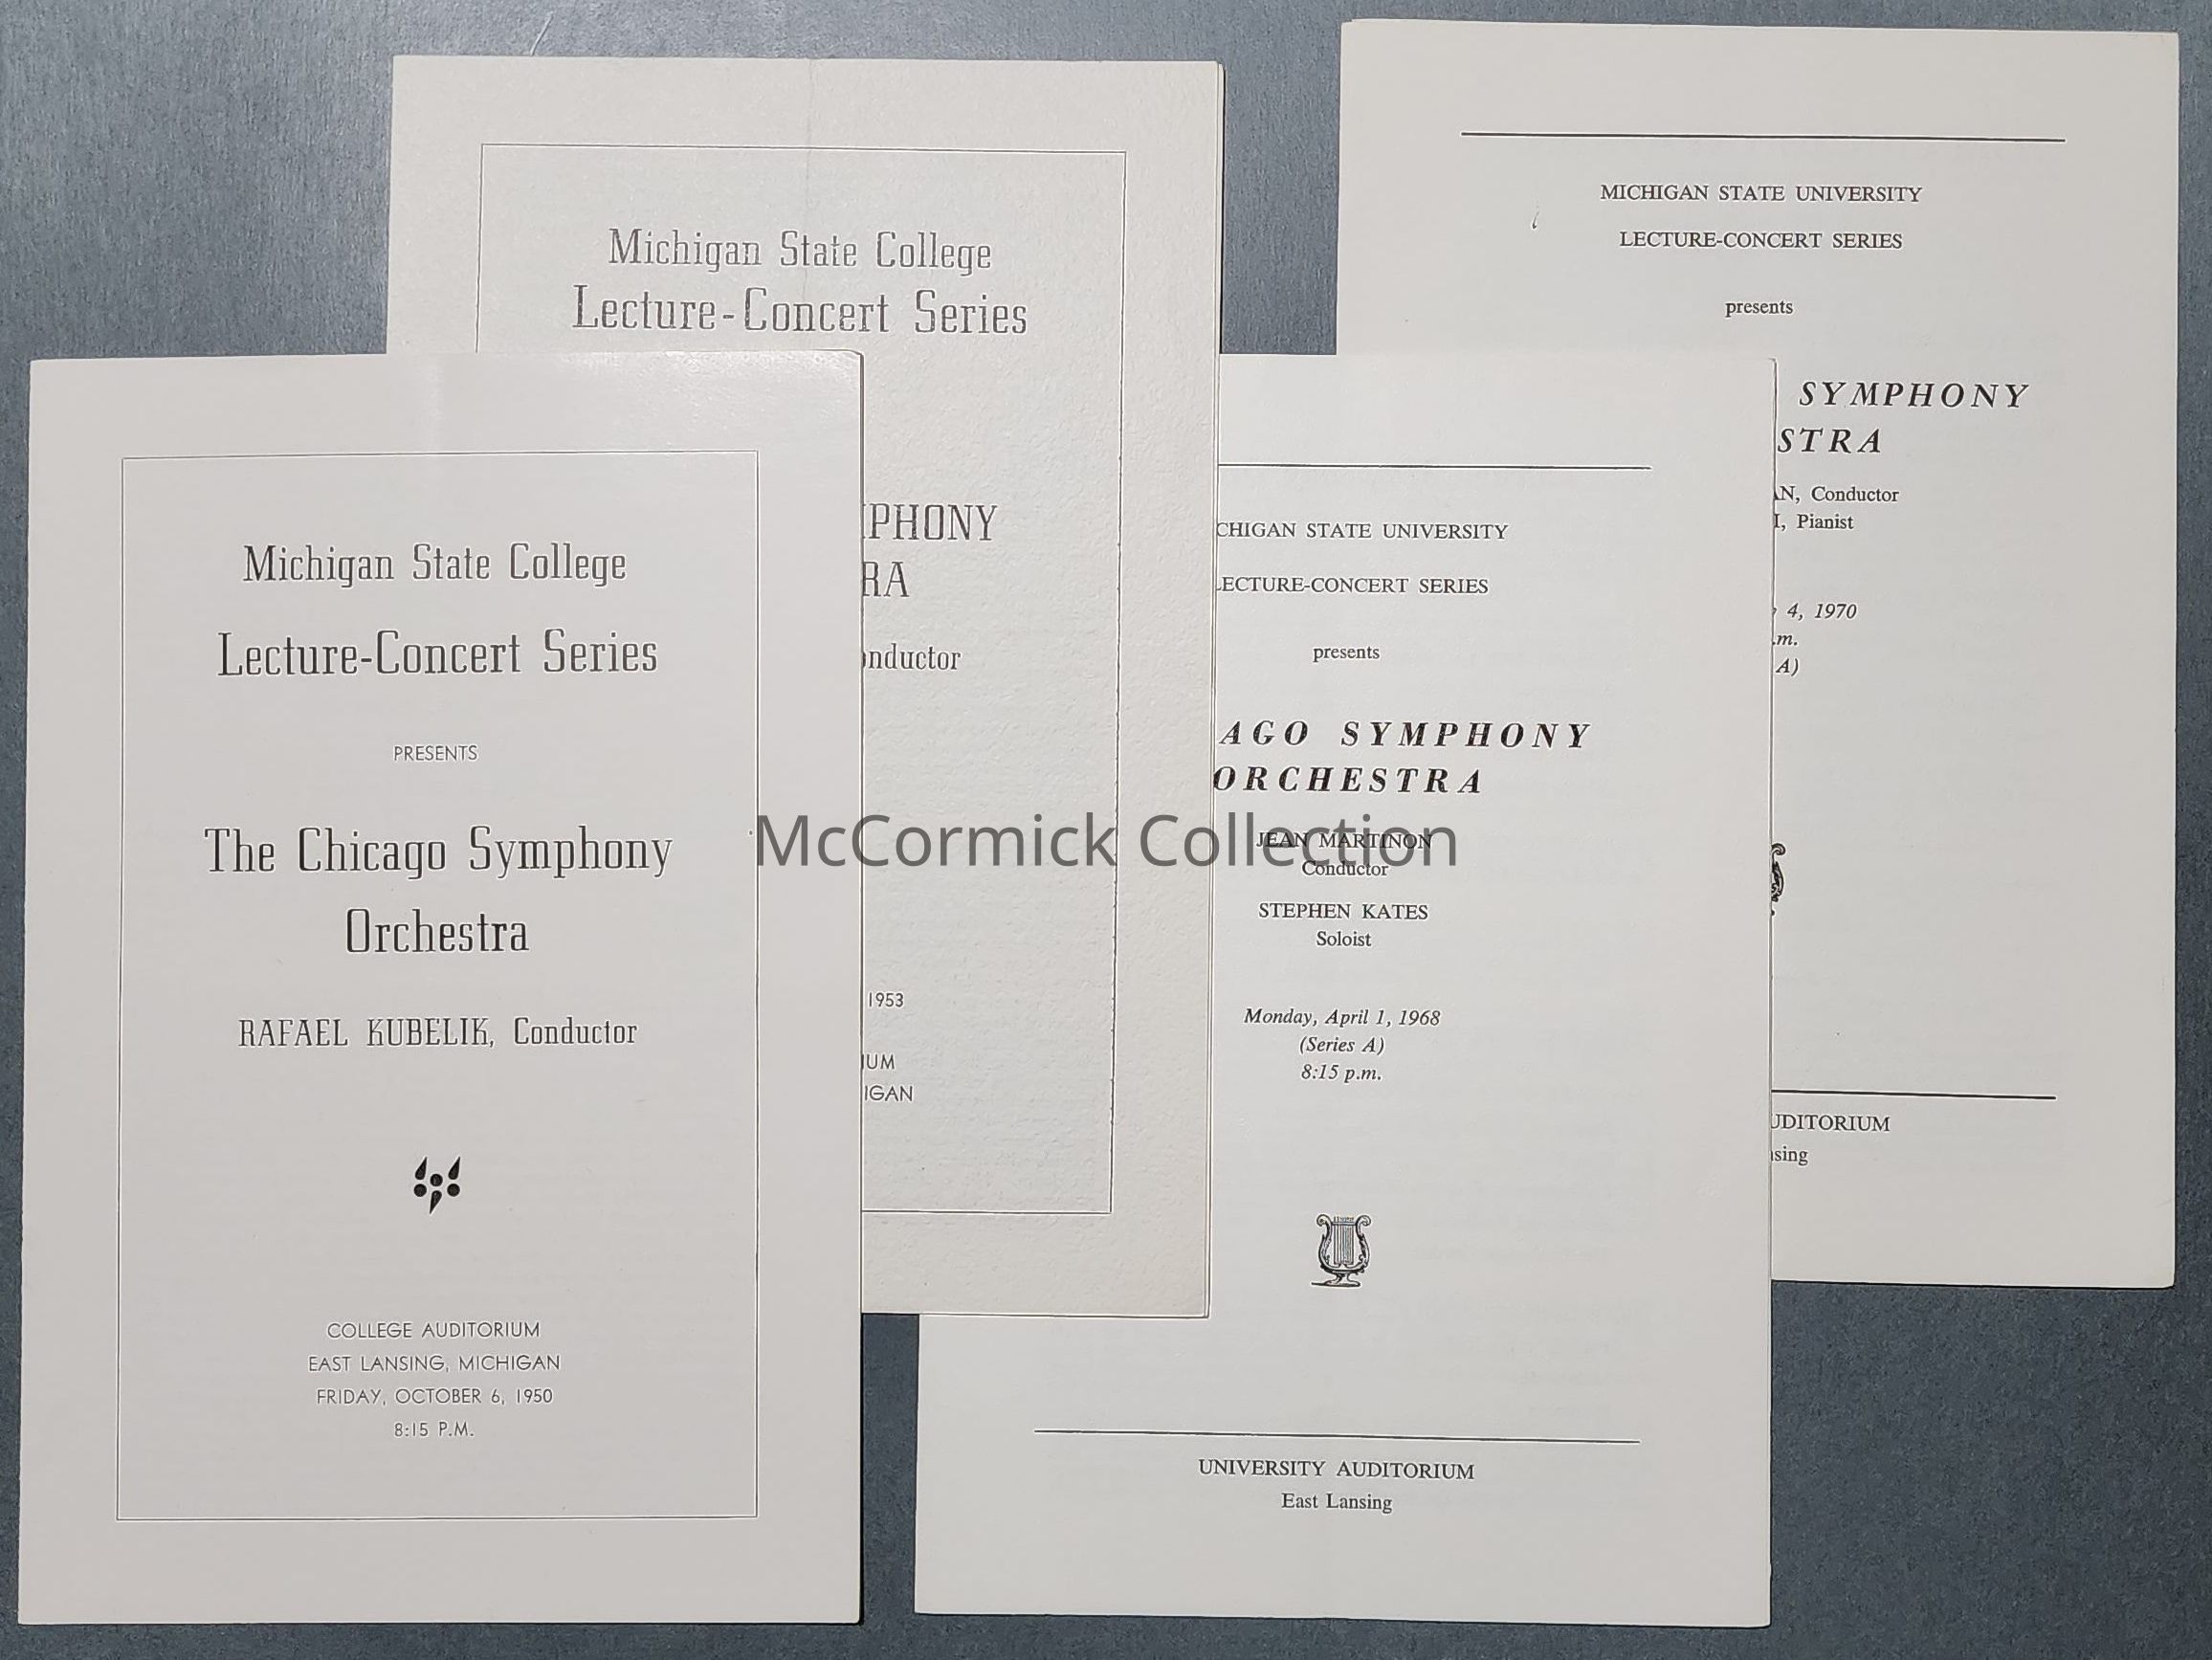 Michigan State College
Lecture-Concert Series
PRESENTS
The Chicago Symphony
Orchestra
RAFAEL KUBELIK, Conductor
COLLEGE AUDITORIUM
EAST LANSING, MICHIGAN
FRIDAY, OCTOBER 6, 1950
8:15 P.M.
Michigan State College
Lecture-Concert Series
PHONY
RA
nductor
1953
UM
IGAN
CHIGAN STATE UNIVERSITY
LECTURE-CONCERT SERIES
presents
AGO SYMPHONY
ORCHESTRA
JEAN MARTINON
Conductor
STEPHEN KATES
Soloist
Monday, April 1, 1968
(Series A)
8:15 p.m.
UNIVERSITY AUDITORIUM
East Lansing
MICHIGAN STATE UNIVERSITY
LECTURE-CONCERT SERIES
presents
SYMPHONY
STRA
N, Conductor
I, Pianist
4, 1970
.m.
A)
DITORIUM
sing
McCormick Collection